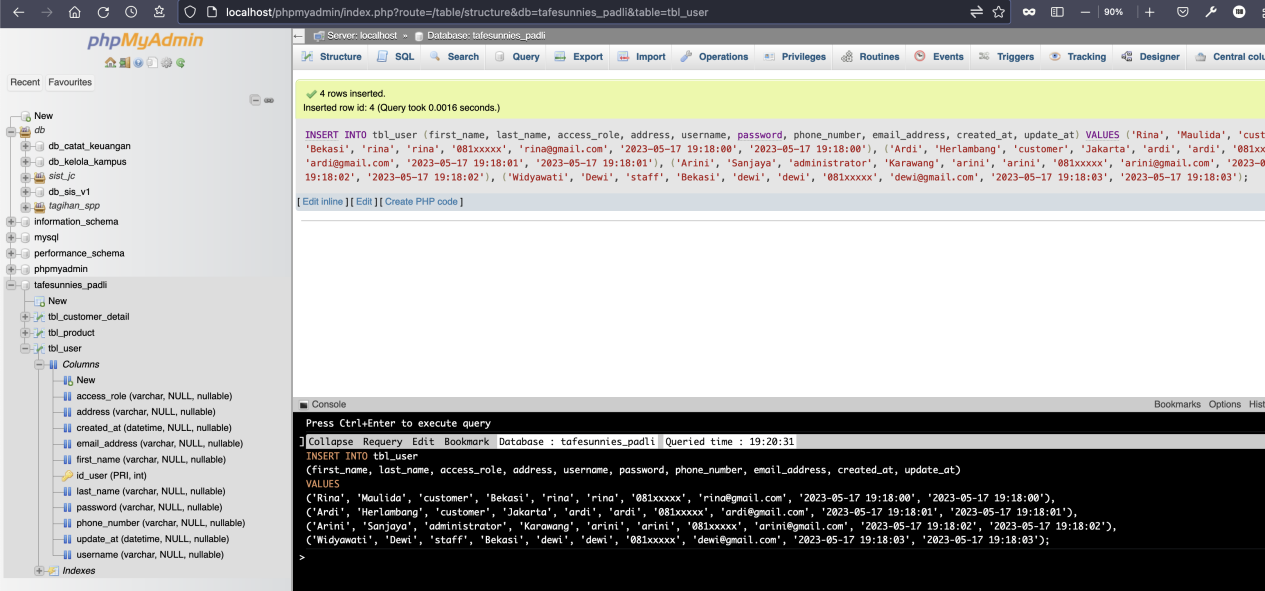 localhost/phpmyadmin/index.php?route=/table/structure&db=tafesunnies_padli&table=tbl_user
90%
phpMyAdmin
Recent Favourites
New
db
db_catat_keuangan
db_kelola_kampus
sist_jc
db_sis_v1
tagihan_spp
information_schema
mysql
performance_schema
phpmyadmin
tafesunnies_padli
New
tbl_customer_detail
tbl_product
tbl_user
Columns
New
access_role (varchar, NULL, nullable)
address (varchar, NULL, nullable)
created_at (datetime, NULL, nullable)
email_address (varchar, NULL, nullable)
first_name (varchar, NULL, nullable)
id_user (PRI, int)
last_name (varchar, NULL, nullable)
password (varchar, NULL, nullable)
phone_number (varchar, NULL, nullable)
update_at (datetime, NULL, nullable)
username (varchar, NULL, nullable)
Indexes
Server: localhost » Database: tafesunnies_padli
Structure SQL Search Query Export Import Operations Privileges Routines Events Triggers Tracking Designer Central colu
4 rows inserted.
Inserted row id: 4 (Query took 0.0016 seconds.)
INSERT INTO tbl_user (first_name, last_name, access_role, address, username, password, phone_number, email_address, created_at, update_at) VALUES ('Rina', 'Maulida', 'cust
'Bekasi', 'rina', 'rina', '081xxxxx', 'rina@gmail.com', '2023-05-17 19:18:00', '2023-05-17 19:18:00'), ('Ardi', 'Herlambang', 'customer', 'Jakarta', 'ardi', 'ardi', '081xx
'ardi@gmail.com', '2023-05-17 19:18:01', '2023-05-17 19:18:01'), ('Arini', 'Sanjaya', 'administrator', 'Karawang', 'arini', 'arini', '081xxxxx', 'arini@gmail.com', '2023-0
19:18:02', '2023-05-17 19:18:02'), ('Widyawati', 'Dewi', 'staff', 'Bekasi', 'dewi', 'dewi', '081xxxxx', 'dewi@gmail.com', '2023-05-17 19:18:03', '2023-05-17 19:18:03');
[ Edit inline ] [ Edit ] [ Create PHP code ]
Console Bookmarks Options Hist
Press Ctrl+Enter to execute query
Collapse Requery Edit Bookmark Database : tafesunnies_padli Queried time : 19:20:31
INSERT INTO tbl_user
(first_name, last_name, access_role, address, username, password, phone_number, email_address, created_at, update_at)
VALUES
('Rina', 'Maulida', 'customer', 'Bekasi', 'rina', 'rina', '081xxxxx', 'rina@gmail.com', '2023-05-17 19:18:00', '2023-05-17 19:18:00'),
('Ardi', 'Herlambang', 'customer', 'Jakarta', 'ardi', 'ardi', '081xxxxx', 'ardi@gmail.com', '2023-05-17 19:18:01', '2023-05-17 19:18:01'),
('Arini', 'Sanjaya', 'administrator', 'Karawang', 'arini', 'arini', '081xxxxx', 'arini@gmail.com', '2023-05-17 19:18:02', '2023-05-17 19:18:02'),
('Widyawati', 'Dewi', 'staff', 'Bekasi', 'dewi', 'dewi', '081xxxxx', 'dewi@gmail.com', '2023-05-17 19:18:03', '2023-05-17 19:18:03');
>